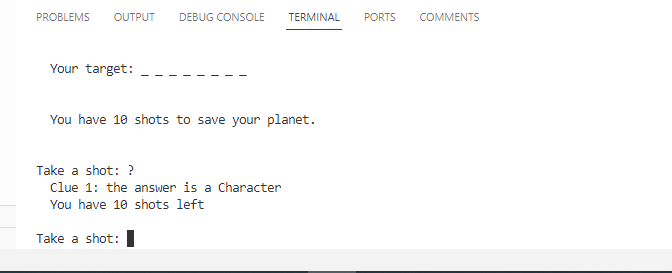 PROBLEMS OUTPUT DEBUG CONSOLE TERMINAL PORTS COMMENTS
Your target: _ _ _ _ _ _ _ _
You have 10 shots to save your planet.
Take a shot: ?
Clue 1: the answer is a Character
You have 10 shots left
Take a shot: